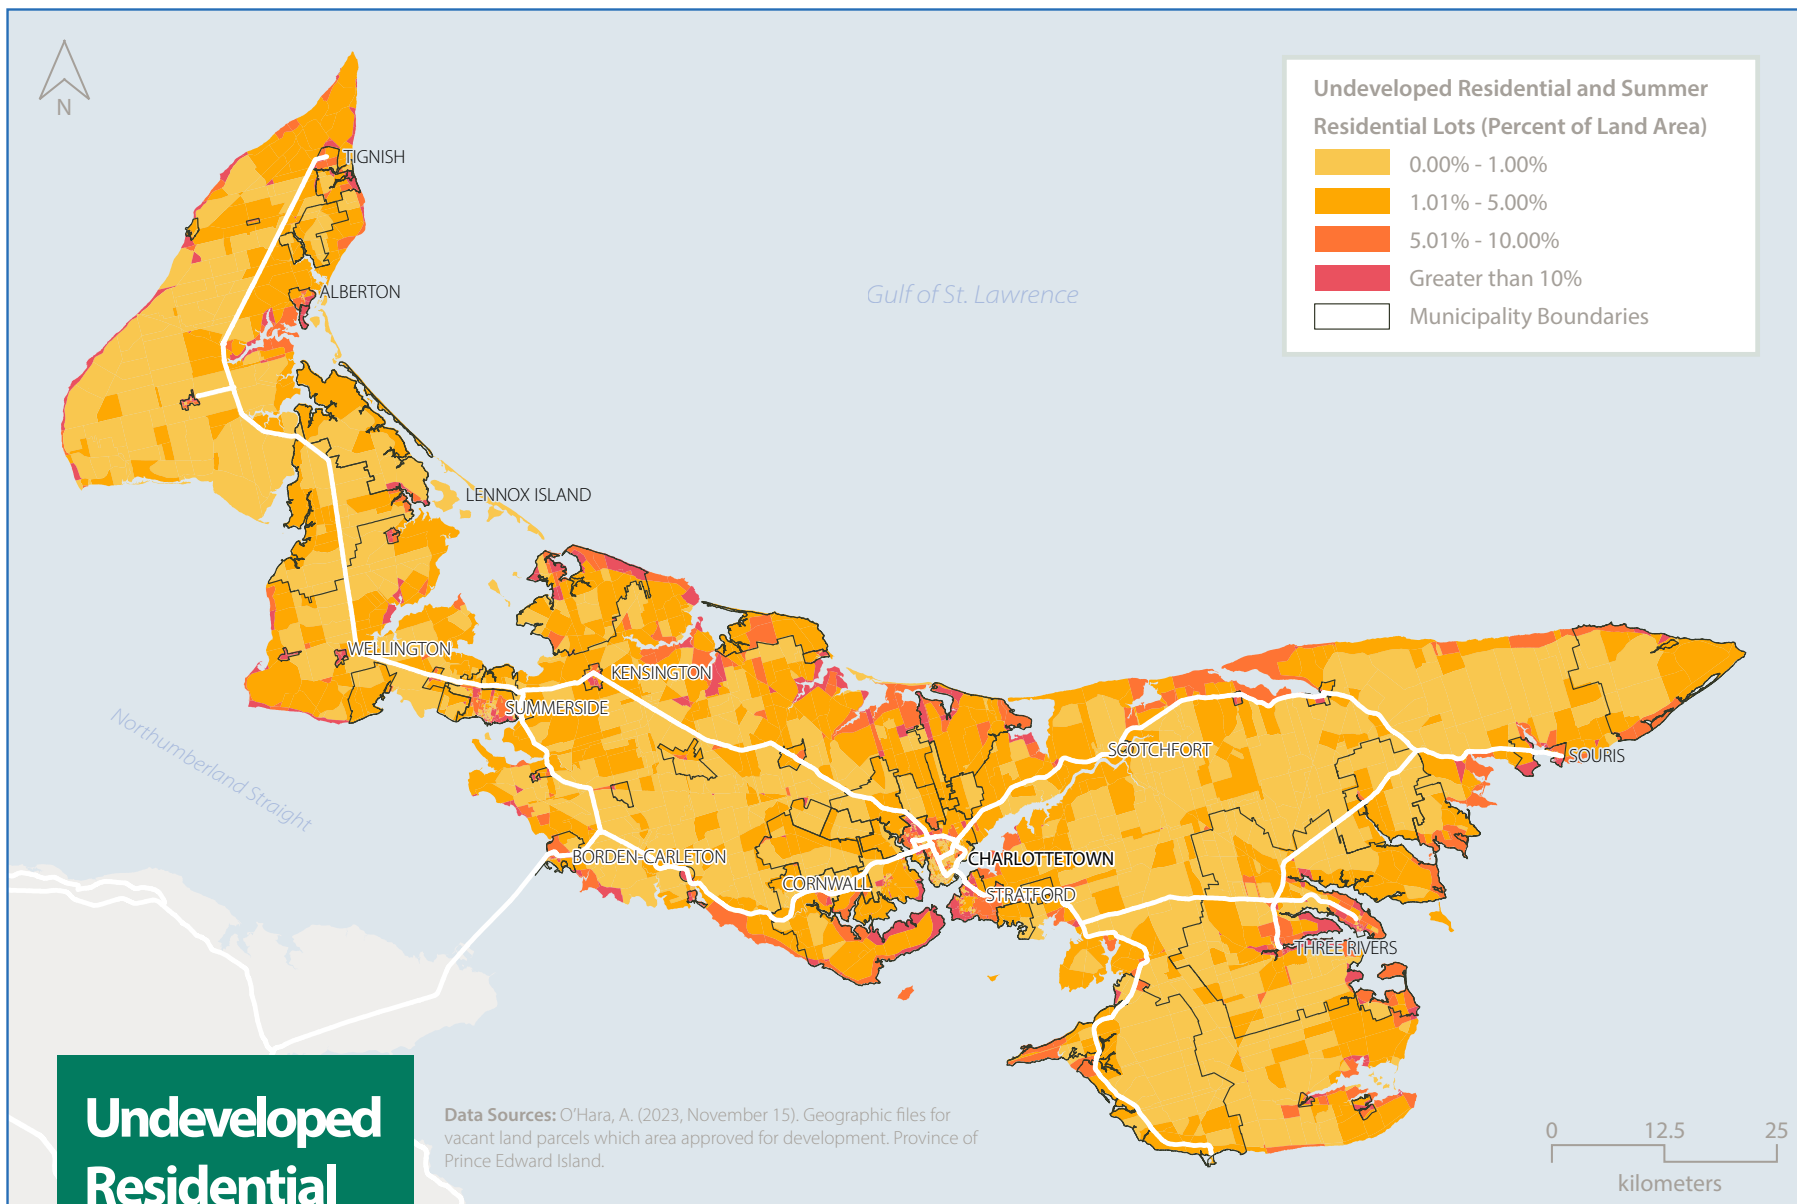 N
Undeveloped Residential and Summer
Residential Lots (Percent of Land Area)
0.00% - 1.00%
1.01% - 5.00%
5.01% - 10.00%
Greater than 10%
Municipality Boundaries
TIGNISH
ALBERTON
Gulf of St. Lawrence
LENNOX ISLAND
WELLINGTON
KENSINGTON
SUMMERSIDE
Northumberland Straight
SCOTCHFORT
SOURIS
BORDEN-CARLETON
CHARLOTTETOWN
CORNWALL
STRATFORD
THREE RIVERS
Undeveloped
Residential
Data Sources: O'Hara, A. (2023, November 15). Geographic files for
vacant land parcels which area approved for development. Province of
Prince Edward Island.
0 12.5 25
kilometers